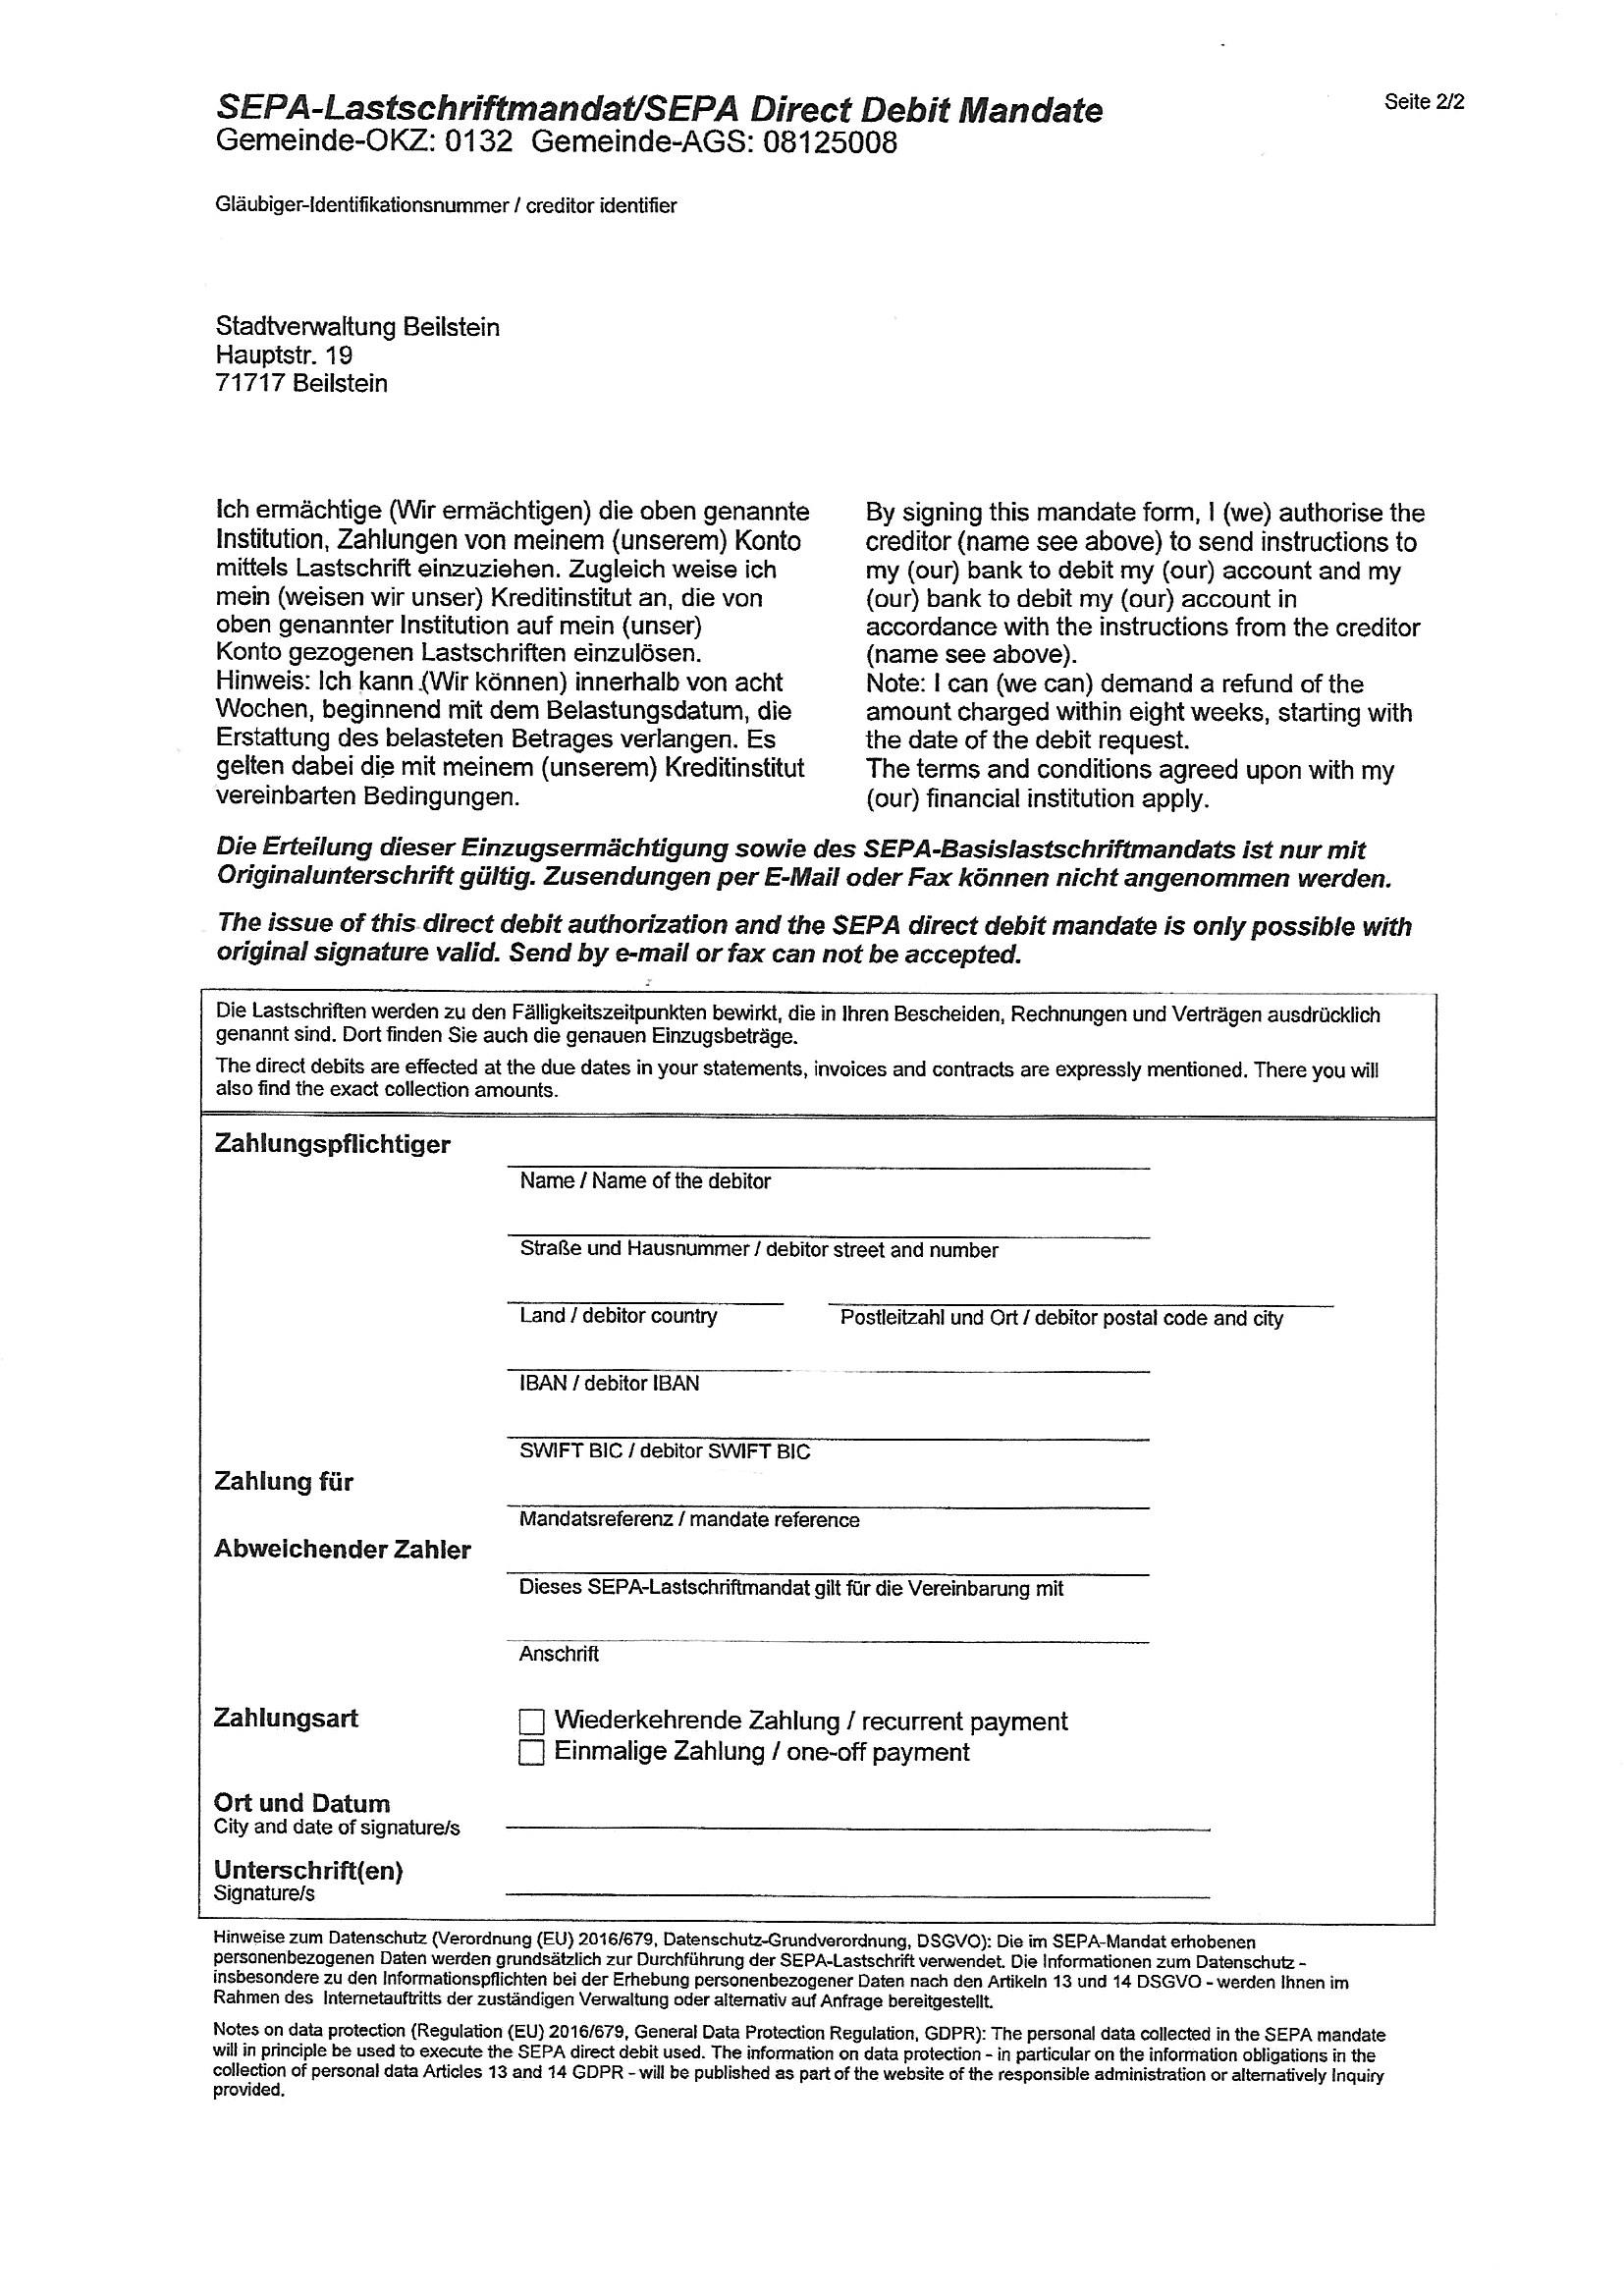 SEPA-Lastschriftmandat/SEPA Direct Debit Mandate
Seite 2/2
Gemeinde-OKZ: 0132 Gemeinde-AGS: 08125008
Gläubiger-Identifikationsnummer / creditor identifier
Stadtverwaltung Beilstein
Hauptstr. 19
71717 Beilstein
Ich ermächtige (Wir ermächtigen) die oben genannte
Institution, Zahlungen von meinem (unserem) Konto
mittels Lastschrift einzuziehen. Zugleich weise ich
mein (weisen wir unser) Kreditinstitut an, die von
oben genannter Institution auf mein (unser)
Konto gezogenen Lastschriften einzulösen.
Hinweis: Ich kann (Wir können) innerhalb von acht
Wochen, beginnend mit dem Belastungsdatum, die
Erstattung des belasteten Betrages verlangen. Es
gelten dabei die mit meinem (unserem) Kreditinstitut
vereinbarten Bedingungen.
By signing this mandate form, I (we) authorise the
creditor (name see above) to send instructions to
my (our) bank to debit my (our) account and my
(our) bank to debit my (our) account in
accordance with the instructions from the creditor
(name see above).
Note: I can (we can) demand a refund of the
amount charged within eight weeks, starting with
the date of the debit request.
The terms and conditions agreed upon with my
(our) financial institution apply.
Die Erteilung dieser Einzugsermächtigung sowie des SEPA-Basislastschriftmandats ist nur mit
Originalunterschrift gültig. Zusendungen per E-Mail oder Fax können nicht angenommen werden.
The issue of this direct debit authorization and the SEPA direct debit mandate is only possible with
original signature valid. Send by e-mail or fax can not be accepted.
Die Lastschriften werden zu den Fälligkeitszeitpunkten bewirkt, die in Ihren Bescheiden, Rechnungen und Verträgen ausdrücklich
genannt sind. Dort finden Sie auch die genauen Einzugsbeträge.
The direct debits are effected at the due dates in your statements, invoices and contracts are expressly mentioned. There you will
also find the exact collection amounts.
Zahlungspflichtiger
Name / Name of the debitor
Straße und Hausnummer / debitor street and number
Land / debitor country
Postleitzahl und Ort / debitor postal code and city
IBAN / debitor IBAN
SWIFT BIC / debitor SWIFT BIC
Zahlung für
Mandatsreferenz / mandate reference
Abweichender Zahler
Dieses SEPA-Lastschriftmandat gilt für die Vereinbarung mit
Anschrift
Zahlungsart
Wiederkehrende Zahlung / recurrent payment
Einmalige Zahlung / one-off payment
Ort und Datum
City and date of signature/s
Unterschrift(en)
Signature/s
Hinweise zum Datenschutz (Verordnung (EU) 2016/679, Datenschutz-Grundverordnung, DSGVO): Die im SEPA-Mandat erhobenen
personenbezogenen Daten werden grundsätzlich zur Durchführung der SEPA-Lastschrift verwendet. Die Informationen zum Datenschutz -
insbesondere zu den Informationspflichten bei der Erhebung personenbezogener Daten nach den Artikeln 13 und 14 DSGVO - werden Ihnen im
Rahmen des Internetauftritts der zuständigen Verwaltung oder alternativ auf Anfrage bereitgestellt.
Notes on data protection (Regulation (EU) 2016/679, General Data Protection Regulation, GDPR): The personal data collected in the SEPA mandate
will in principle be used to execute the SEPA direct debit used. The information on data protection - in particular on the information obligations in the
collection of personal data Articles 13 and 14 GDPR - will be published as part of the website of the responsible administration or alternatively Inquiry
provided.